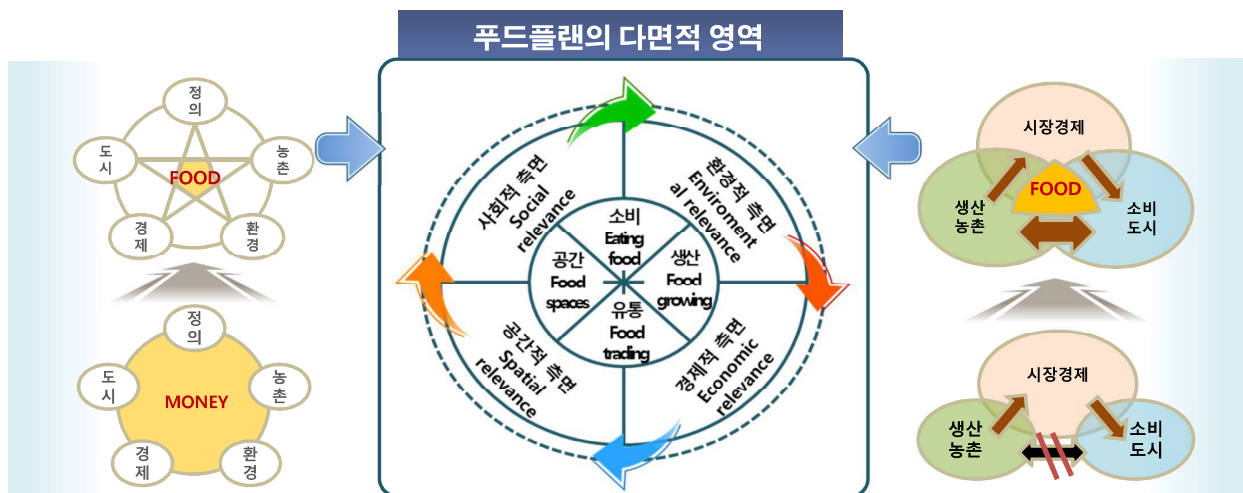 푸드플랜의 다면적 영역
정
의
도
시
농
촌
FOOD
경
제
환
경
정
의
도
시
농
촌
MONEY
경
제
환
경
사회적 측면
Social
relevance
환경적 측면
Enviroment
al relevance
소비
Eating
food
공간
Food
spaces
생산
Food
growing
유통
Food
trading
공간적 측면
Spatial
relevance
경제적 측면
Economic
relevance
시장경제
FOOD
생산
농촌
소비
도시
시장경제
생산
농촌
소비
도시